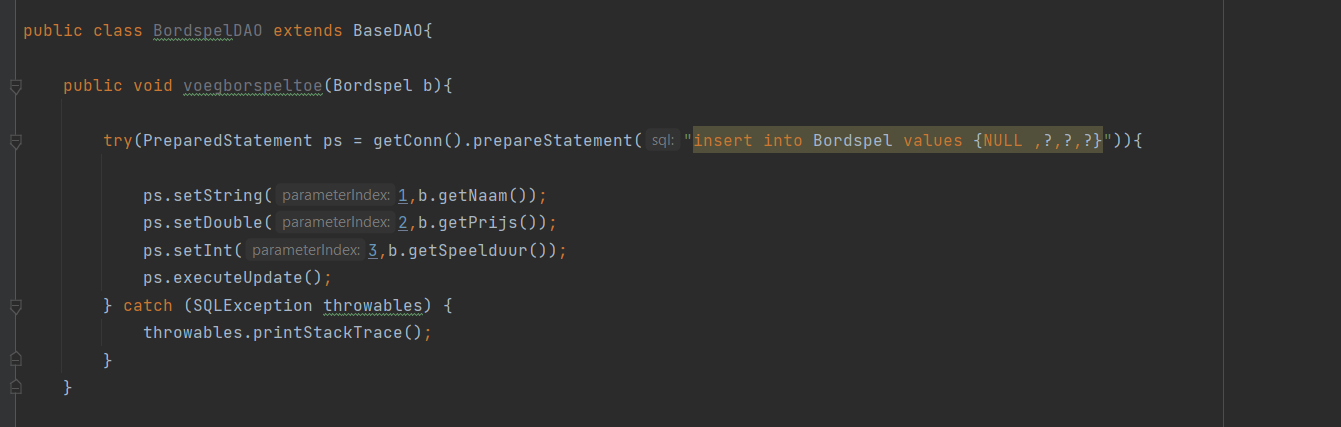 public class BordspelDAO extends BaseDAO{
public void voegborspeltoe(Bordspel b){
try(PreparedStatement ps = getConn().prepareStatement( sql: "insert into Bordspel values {NULL ,?,?,?}")){
ps.setString( parameterIndex: 1,b.getNaam());
ps.setDouble( parameterIndex: 2,b.getPrijs());
ps.setInt( parameterIndex: 3,b.getSpeelduur());
ps.executeUpdate();
} catch (SQLException throwables) {
throwables.printStackTrace();
}
}